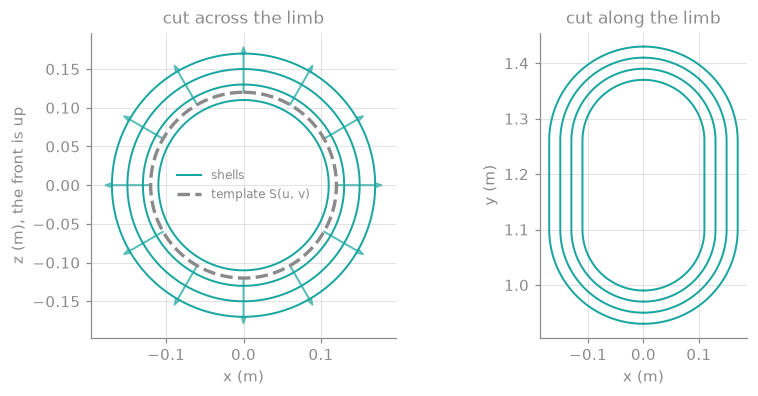 cut across the limb
z (m), the front is up
0.15
0.10
0.05
0.00
−0.05
−0.10
−0.15
shells
template S(u, v)
−0.1
0.0
0.1
x (m)
cut along the limb
y (m)
1.4
1.3
1.2
1.1
1.0
−0.1
0.0
0.1
x (m)